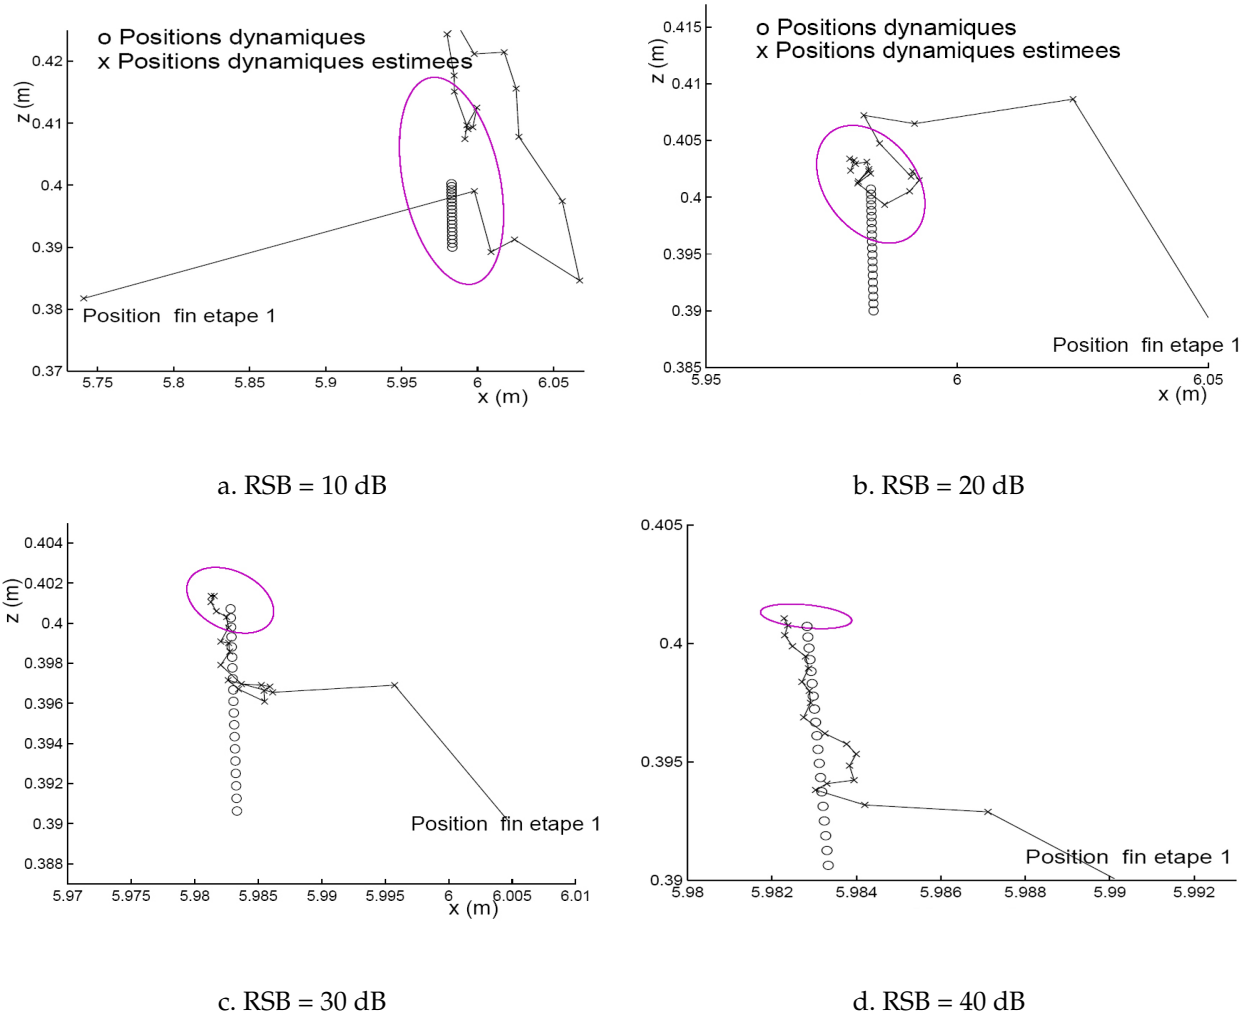 o Positions dynamiques
x Positions dynamiques estimees
z (m)
0.42
0.41
0.4
0.39
0.38
0.37
Position fin etape 1
5.75 5.8 5.85 5.9 5.95 6 6.05
x (m)
a. RSB = 10 dB
o Positions dynamiques
x Positions dynamiques estimees
z (m)
0.415
0.41
0.405
0.4
0.395
0.39
0.385
Position fin etape 1
5.95 6 6.05
x (m)
b. RSB = 20 dB
z (m)
0.404
0.402
0.4
0.398
0.396
0.394
0.392
0.39
0.388
Position fin etape 1
5.97 5.975 5.98 5.985 5.99 5.995 6 6.005 6.01
x (m)
c. RSB = 30 dB
0.405
0.4
0.395
0.39
Position fin etape 1
5.98 5.982 5.984 5.986 5.988 5.99 5.992
d. RSB = 40 dB